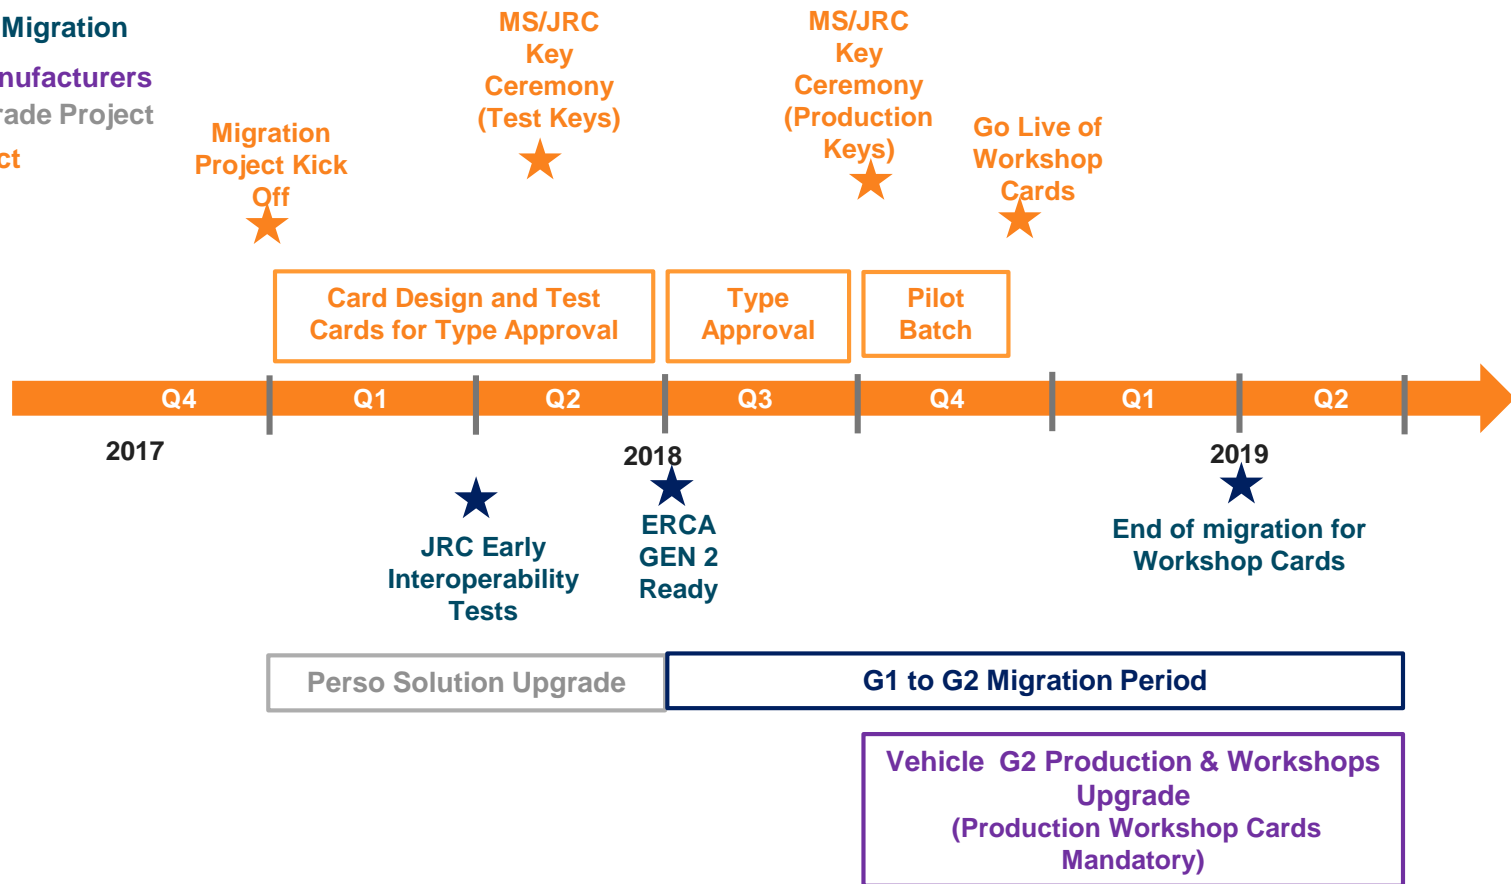 Migration
nufacturers
rade Project
ct
MS/JRC
Key
Ceremony
(Test Keys)
MS/JRC
Key
Ceremony
(Production
Keys)
Migration
Project Kick
Off
Go Live of
Workshop
Cards
Card Design and Test
Cards for Type Approval
Type
Approval
Pilot
Batch
Q4
Q1
Q2
Q3
Q4
Q1
Q2
2017
2018
2019
JRC Early
Interoperability
Tests
ERCA
GEN 2
Ready
End of migration for
Workshop Cards
Perso Solution Upgrade
G1 to G2 Migration Period
Vehicle G2 Production & Workshops
Upgrade
(Production Workshop Cards
Mandatory)